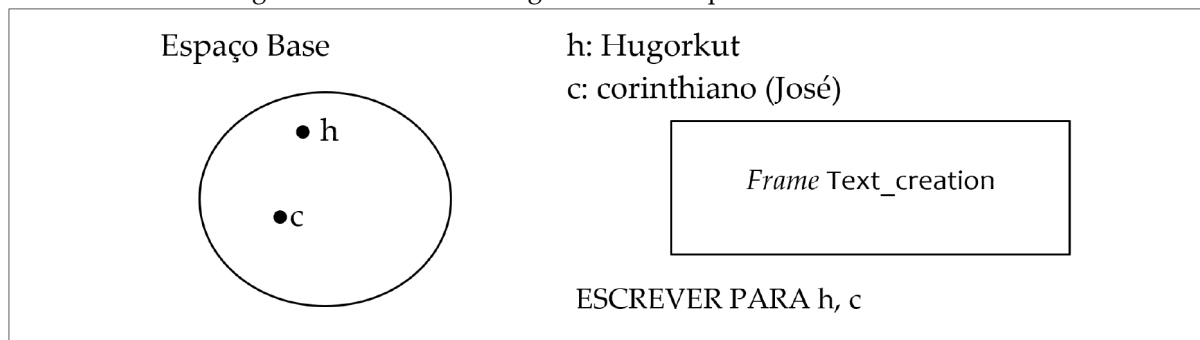 Espaço Base
h: Hugorkut
c: corinthiano (José)
h
c
Frame Text_creation
ESCREVER PARA h, c